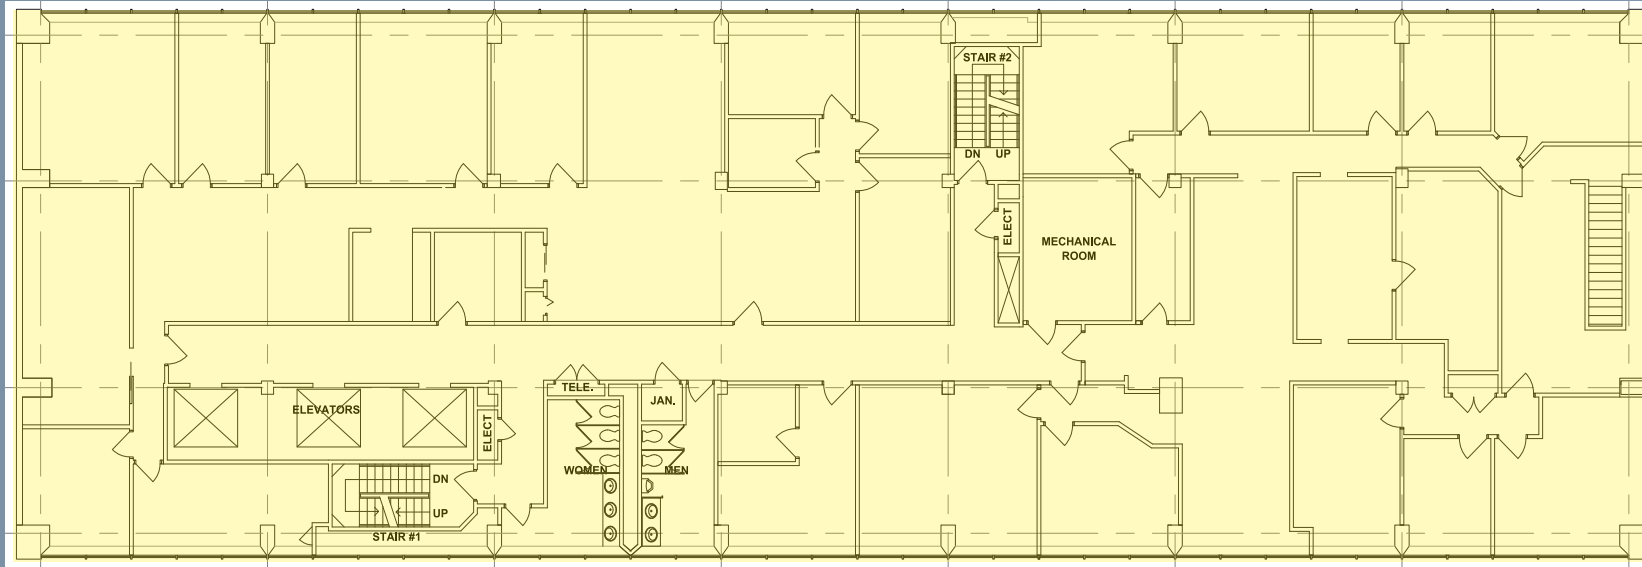 STAIR #2
DN UP
ELECT
MECHANICAL
ROOM
TELE.
JAN.
ELEVATORS
ELECT
WOMEN
MEN
DN
UP
STAIR #1